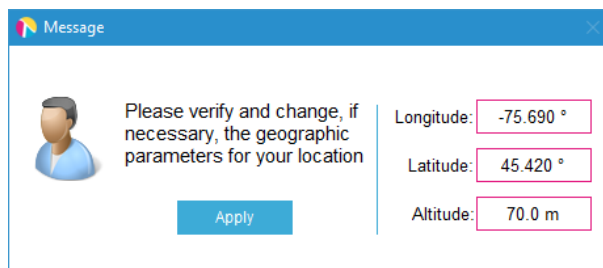 Message
Please verify and change, if
necessary, the geographic
parameters for your location
Apply
Longitude: -75.690 °
Latitude: 45.420 °
Altitude: 70.0 m